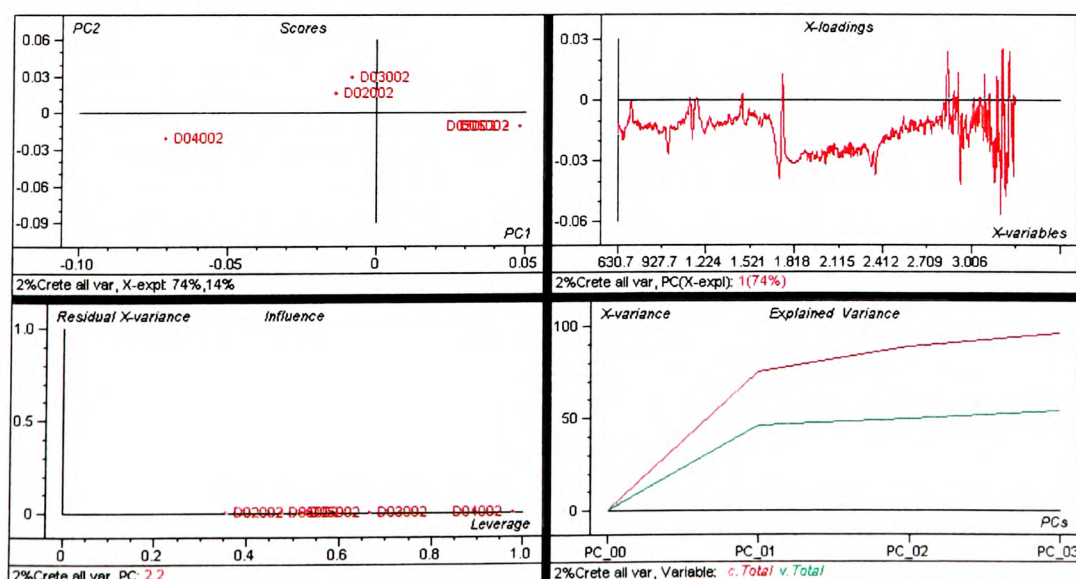 PC2 Scores
0.06
0.03
0
-0.03
-0.06
-0.09
D03002
D02002
D04002
PC1
-0.10 -0.05 0 0.05
2%Crete all var, X-expl: 74%,14%
X-loadings
0.03
0
-0.03
-0.06
X-variables
630.7 927.7 1.224 1.521 1.818 2.115 2.412 2.709 3.006
2%Crete all var, PC(X-expl): 1(74%)
Residual X-variance Influence
1.0
0.5
0
D02002 D03002 D04002
Leverage
0 0.2 0.4 0.6 0.8 1.0
2%Crete all var, PC: 2,2
X-variance Explained Variance
100
50
0
PCs
PC_00 PC_01 PC_02 PC_03
2%Crete all var, Variable: c.Total v.Total